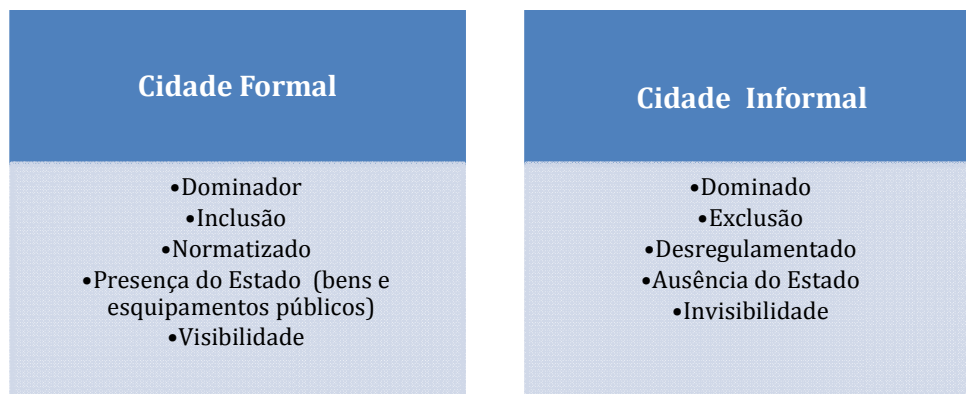 Cidade Formal
•Dominador
•Inclusão
•Normatizado
•Presença do Estado (bens e
esquipamentos públicos)
•Visibilidade
Cidade Informal
•Dominado
•Exclusão
•Desregulamentado
•Ausência do Estado
•Invisibilidade